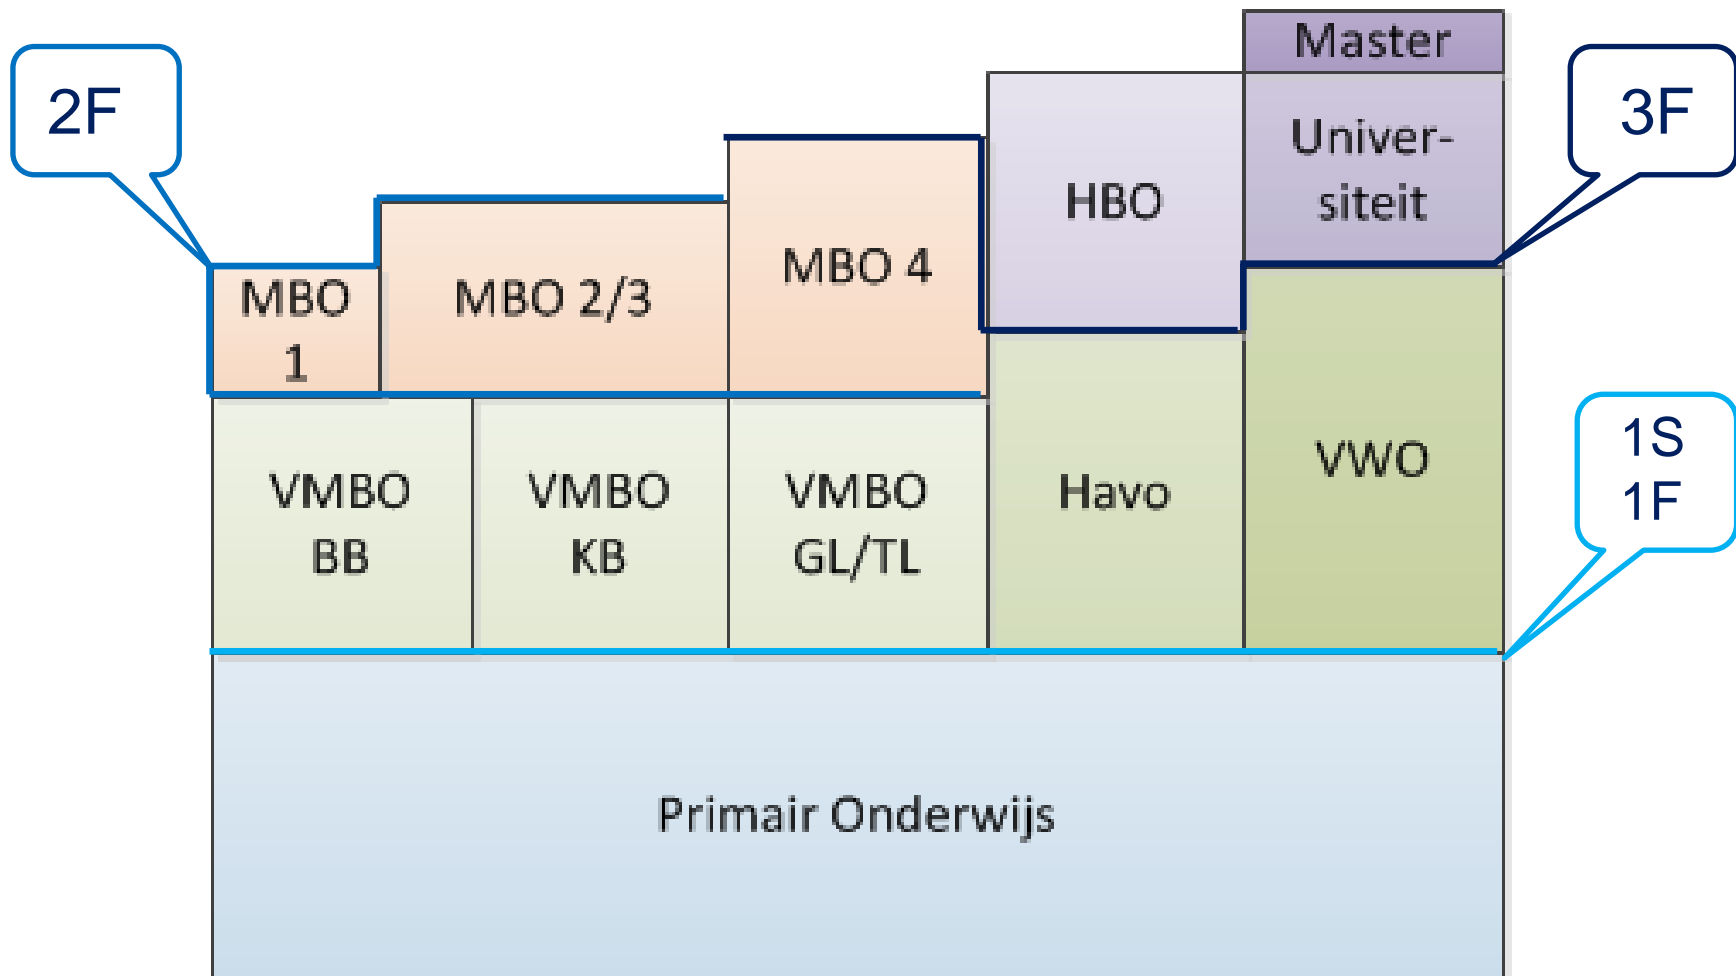 Master
2F
3F
Univer-
siteit
HBO
MBO 4
MBO 2/3
MBO
1
1S
1F
VWO
Havo
VMBO
GL/TL
VMBO
KB
VMBO
BB
Primair Onderwijs